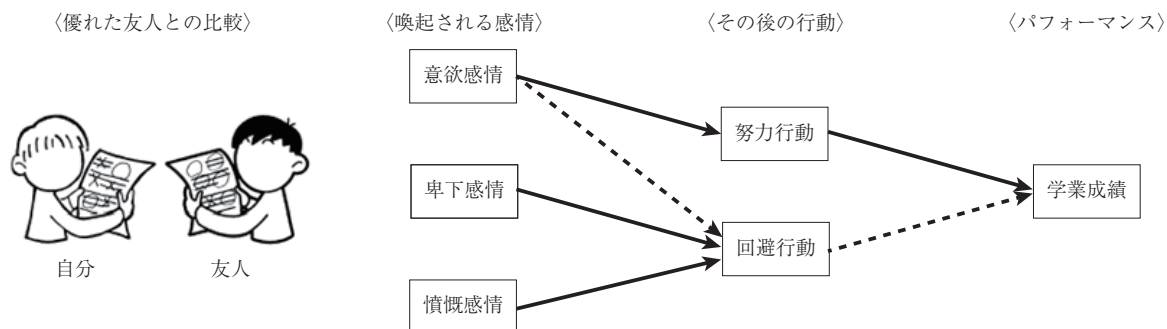 〈優れた友人との比較〉
〈喚起される感情〉
〈その後の行動〉
〈パフォーマンス〉
意欲感情
努力行動
卑下感情
学業成績
回避行動
自分
友人
憤慨感情